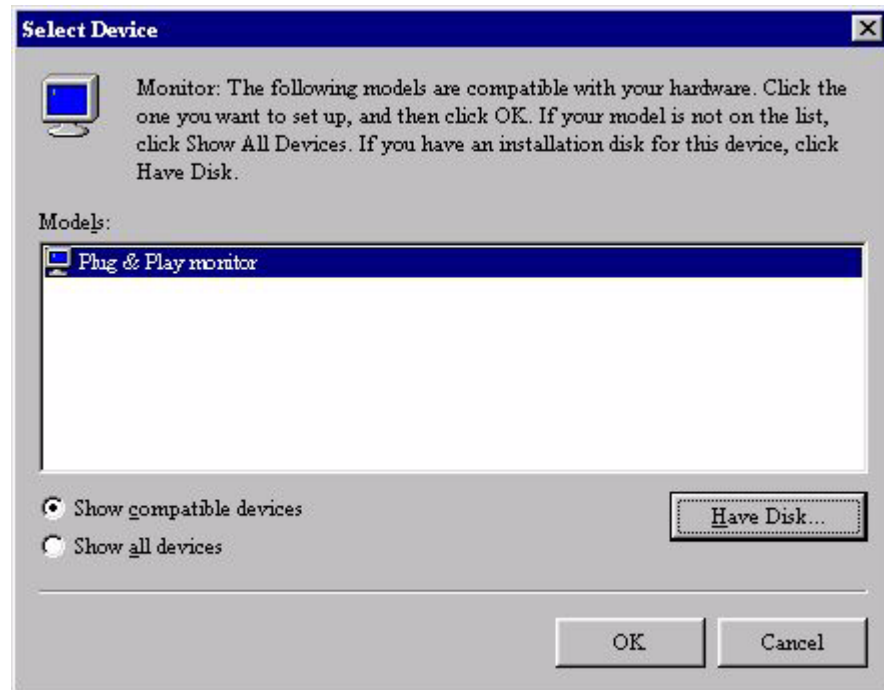 Select Device
Monitor: The following models are compatible with your hardware. Click the
one you want to set up, and then click OK. If your model is not on the list,
click Show All Devices. If you have an installation disk for this device, click
Have Disk.
Models:
Plug & Play monitor
Show compatible devices
Have Disk...
Show all devices
OK
Cancel